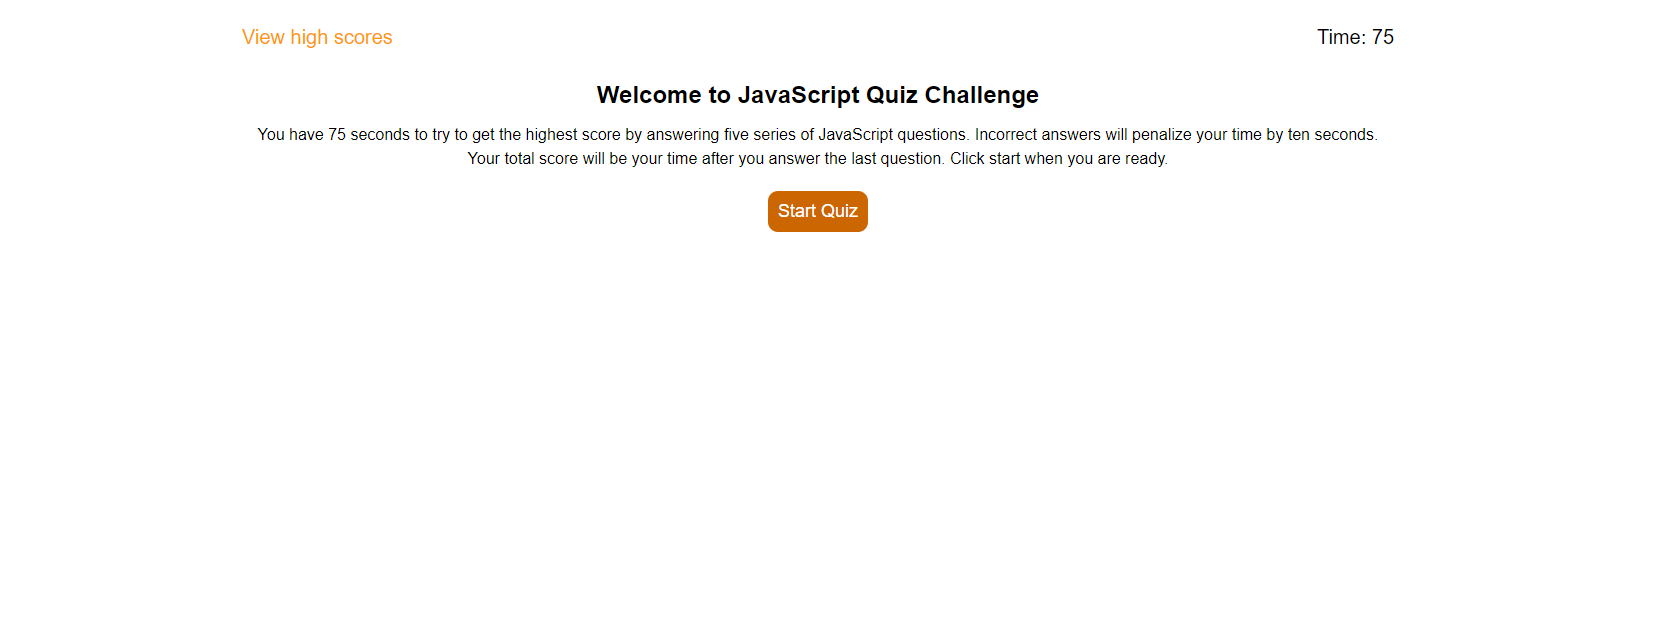 View high scores
Time: 75
Welcome to JavaScript Quiz Challenge
You have 75 seconds to try to get the highest score by answering five series of JavaScript questions. Incorrect answers will penalize your time by ten seconds.
Your total score will be your time after you answer the last question. Click start when you are ready.
Start Quiz